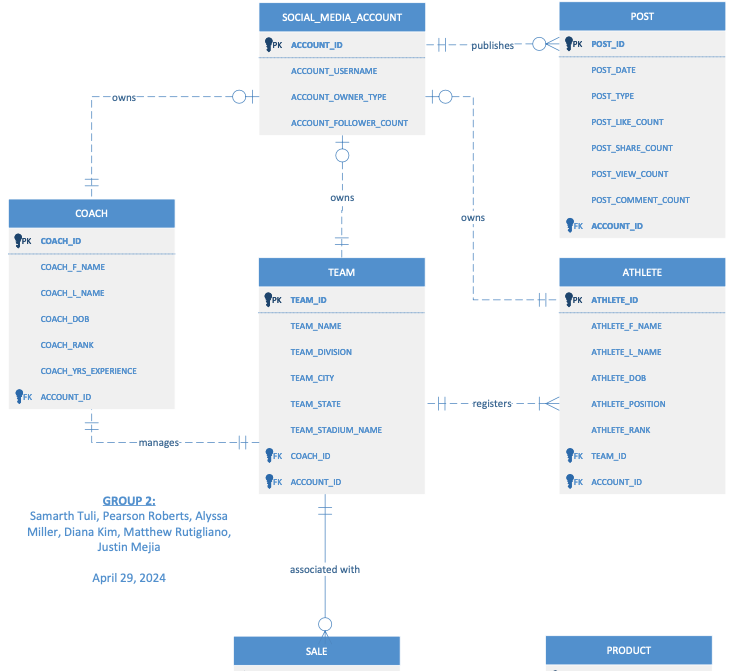 SOCIAL_MEDIA_ACCOUNT
PK ACCOUNT_ID
ACCOUNT_USERNAME
ACCOUNT_OWNER_TYPE
ACCOUNT_FOLLOWER_COUNT
publishes
POST
PK POST_ID
POST_DATE
POST_TYPE
POST_LIKE_COUNT
POST_SHARE_COUNT
POST_VIEW_COUNT
POST_COMMENT_COUNT
FK ACCOUNT_ID
owns
owns
owns
COACH
PK COACH_ID
COACH_F_NAME
COACH_L_NAME
COACH_DOB
COACH_RANK
COACH_YRS_EXPERIENCE
FK ACCOUNT_ID
manages
TEAM
PK TEAM_ID
TEAM_NAME
TEAM_DIVISION
TEAM_CITY
TEAM_STATE
TEAM_STADIUM_NAME
FK COACH_ID
FK ACCOUNT_ID
registers
ATHLETE
PK ATHLETE_ID
ATHLETE_F_NAME
ATHLETE_L_NAME
ATHLETE_DOB
ATHLETE_POSITION
ATHLETE_RANK
FK TEAM_ID
FK ACCOUNT_ID
GROUP 2:
Samarth Tuli, Pearson Roberts, Alyssa
Miller, Diana Kim, Matthew Rutigliano,
Justin Mejia
April 29, 2024
associated with
SALE
PRODUCT